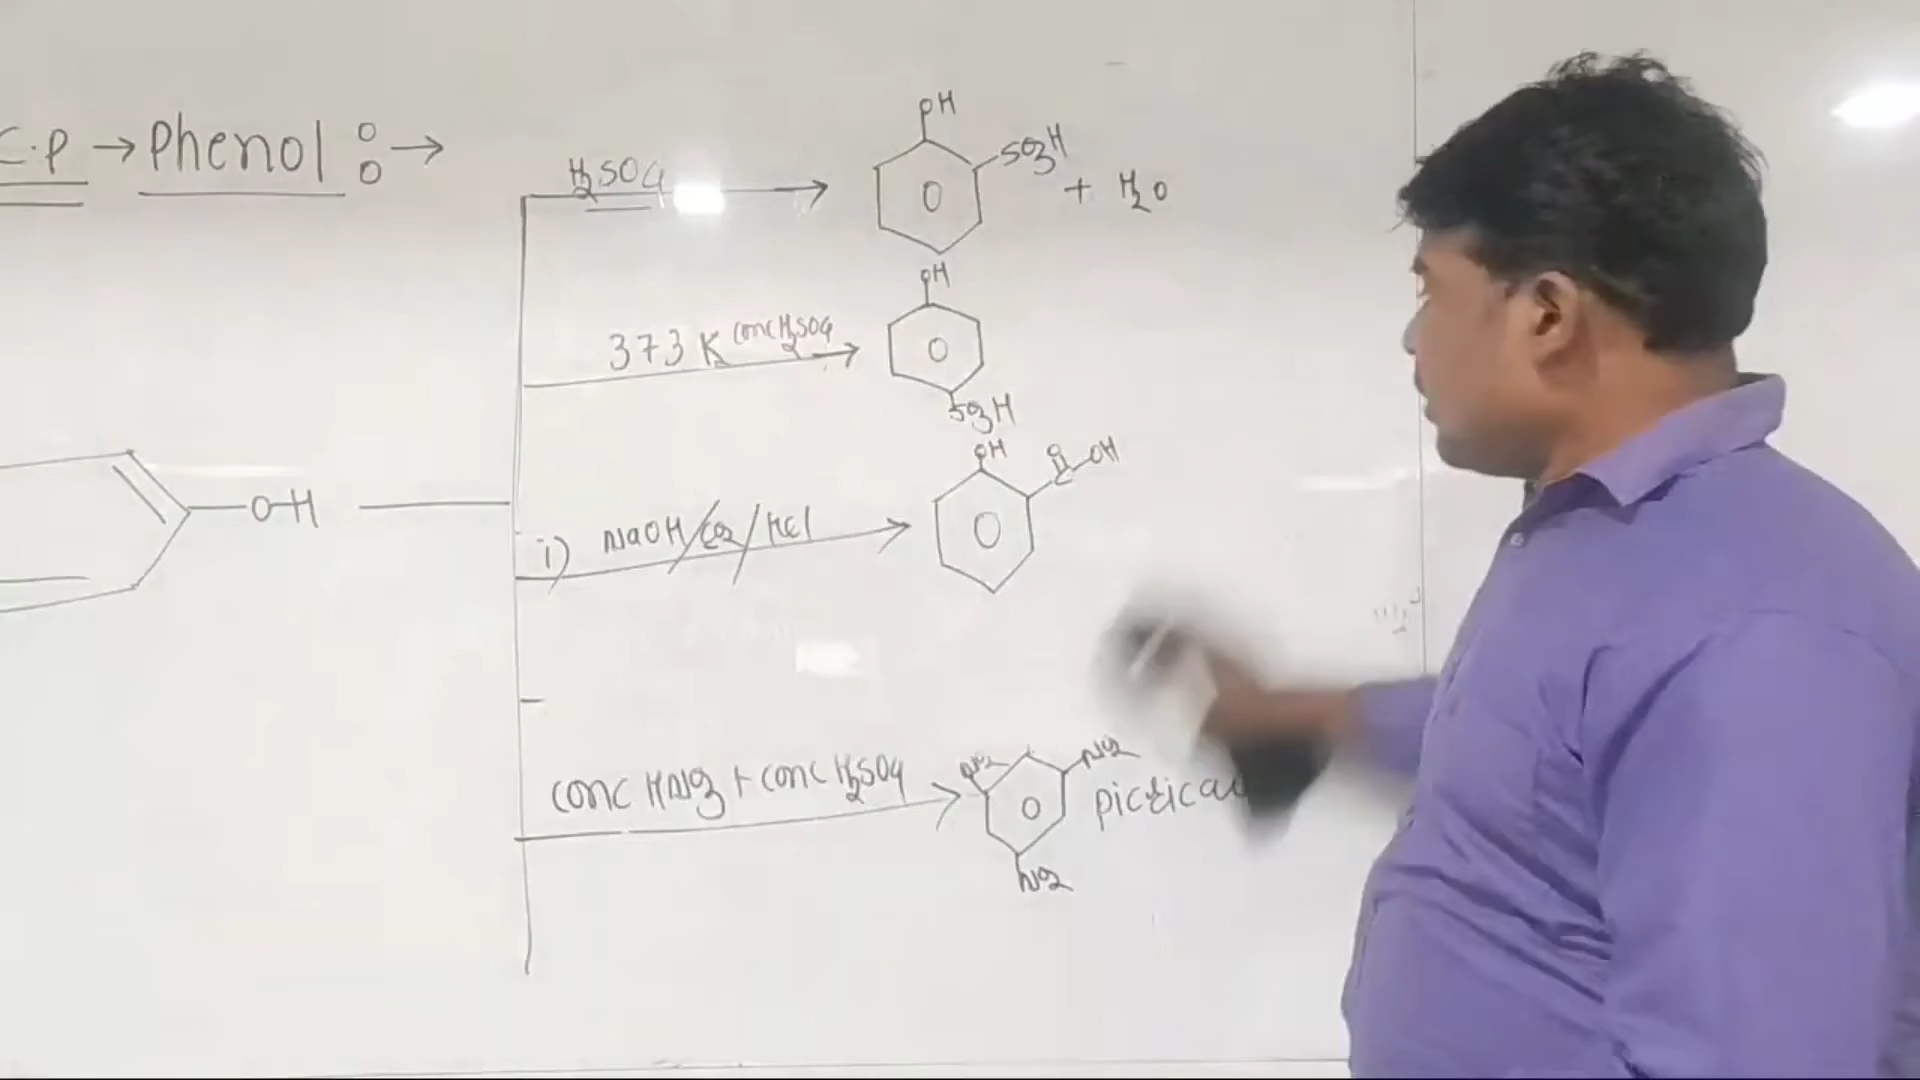 C.P → Phenol : →
H2SO4
OH
SO3H
+ H2O
373 K conc H2SO4
OH
SO3H
O-H
i) NaOH/CO2/HCl
OH
O
C-OH
conc HNO3 + conc H2SO4
NO2
NO2
picric
NO2